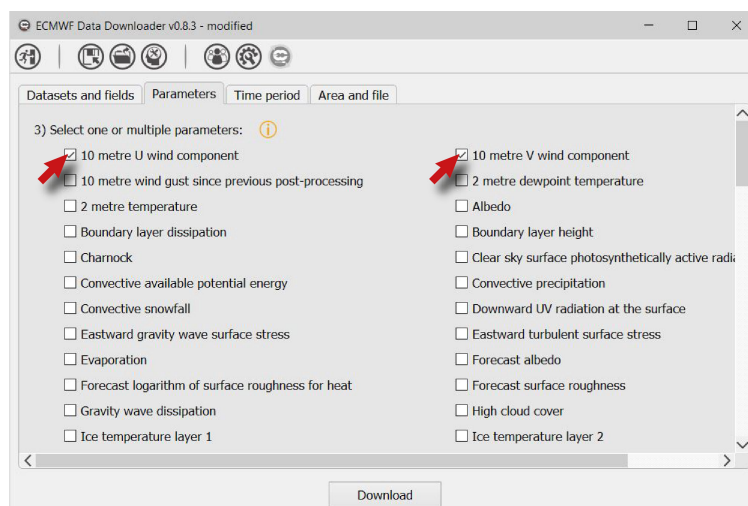 ECMWF Data Downloader v0.8.3 - modified
Datasets and fields Parameters Time period Area and file
3) Select one or multiple parameters:
10 metre U wind component 10 metre V wind component
10 metre wind gust since previous post-processing 2 metre dewpoint temperature
2 metre temperature Albedo
Boundary layer dissipation Boundary layer height
Charnock Clear sky surface photosynthetically active radia
Convective available potential energy Convective precipitation
Convective snowfall Downward UV radiation at the surface
Eastward gravity wave surface stress Eastward turbulent surface stress
Evaporation Forecast albedo
Forecast logarithm of surface roughness for heat Forecast surface roughness
Gravity wave dissipation High cloud cover
Ice temperature layer 1 Ice temperature layer 2
Download